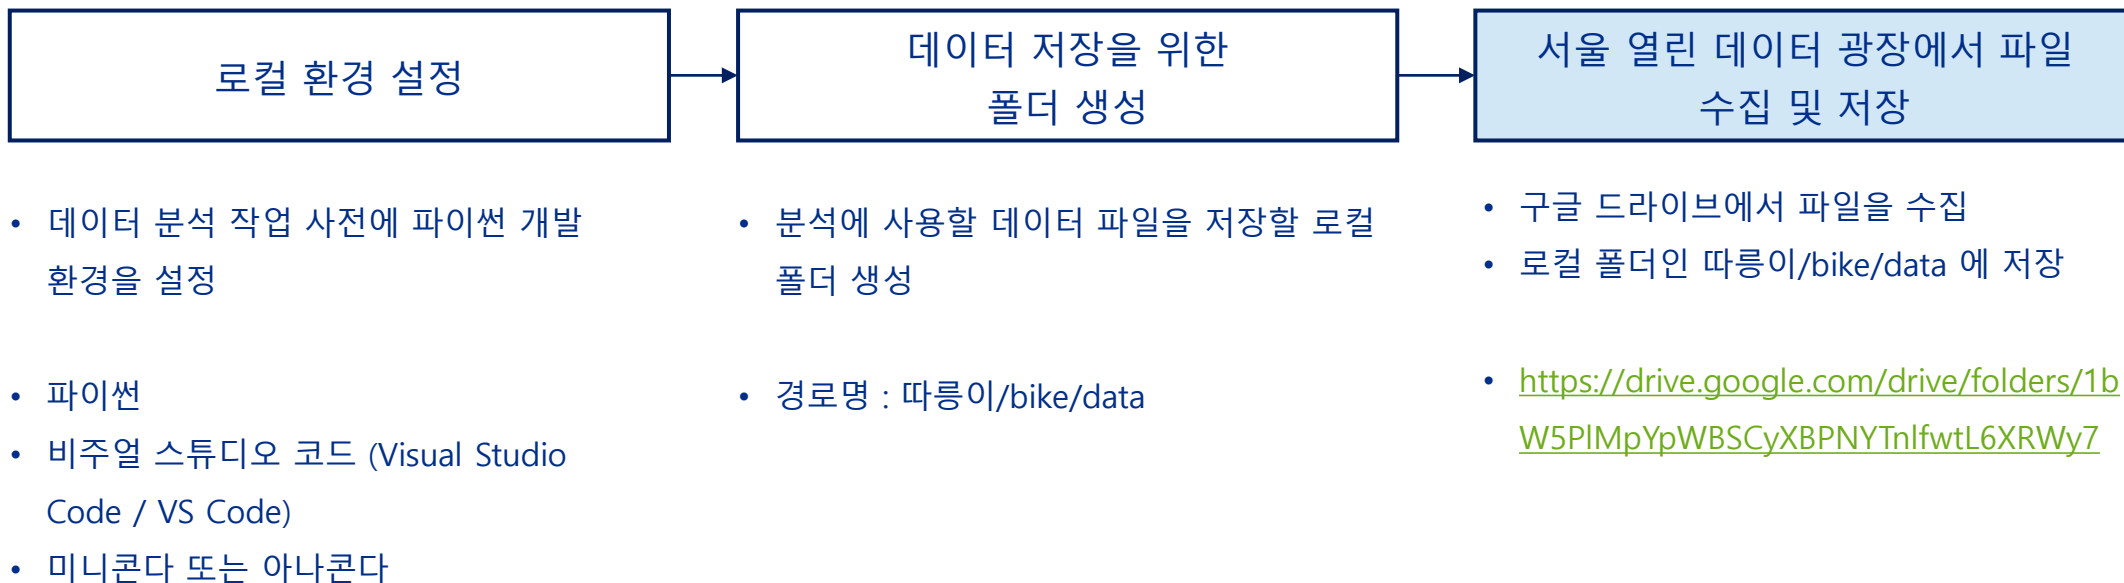 로컬 환경 설정
데이터 저장을 위한
폴더 생성
서울 열린 데이터 광장에서 파일
수집 및 저장
• 데이터 분석 작업 사전에 파이썬 개발
환경을 설정
• 파이썬
• 비주얼 스튜디오 코드 (Visual Studio
Code / VS Code)
• 미니콘다 또는 아나콘다
• 분석에 사용할 데이터 파일을 저장할 로컬
폴더 생성
• 경로명 : 따릉이/bike/data
• 구글 드라이브에서 파일을 수집
• 로컬 폴더인 따릉이/bike/data 에 저장
• https://drive.google.com/drive/folders/1b
W5PlMpYpWBSCyXBPNYTnlfwtL6XRWy7